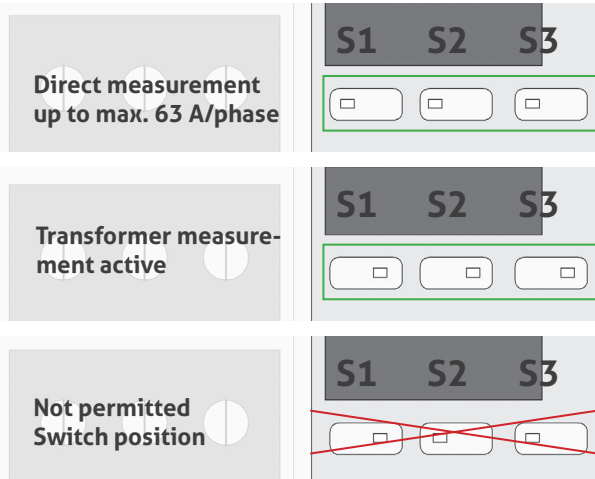 Direct measurement
up to max. 63 A/phase
S1 S2 S3
Transformer measure-
ment active
S1 S2 S3
Not permitted
Switch position
S1 S2 S3